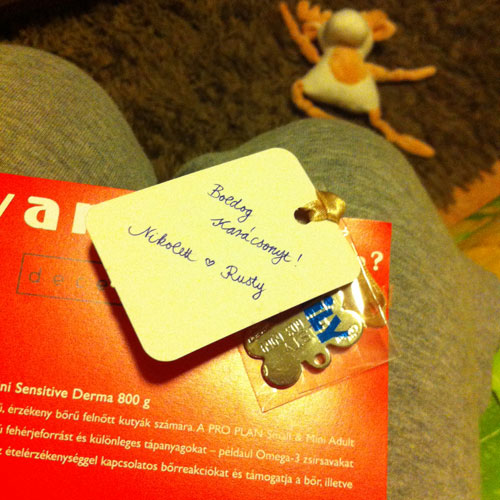 Boldog
Karácsonyt!
Nikolett ♥ Rusty
LILY
?
ni Sensitive Derma 800 g
érzékeny bőrű felnőtt kutyák számára. A PRO PLAN Small & Mini Adult
fehérjeforrást és különleges tápanyagokat – például Omega-3 zsírsavakat
ételérzékenységgel kapcsolatos bőrreakciókat és támogatja a bőr, illetve